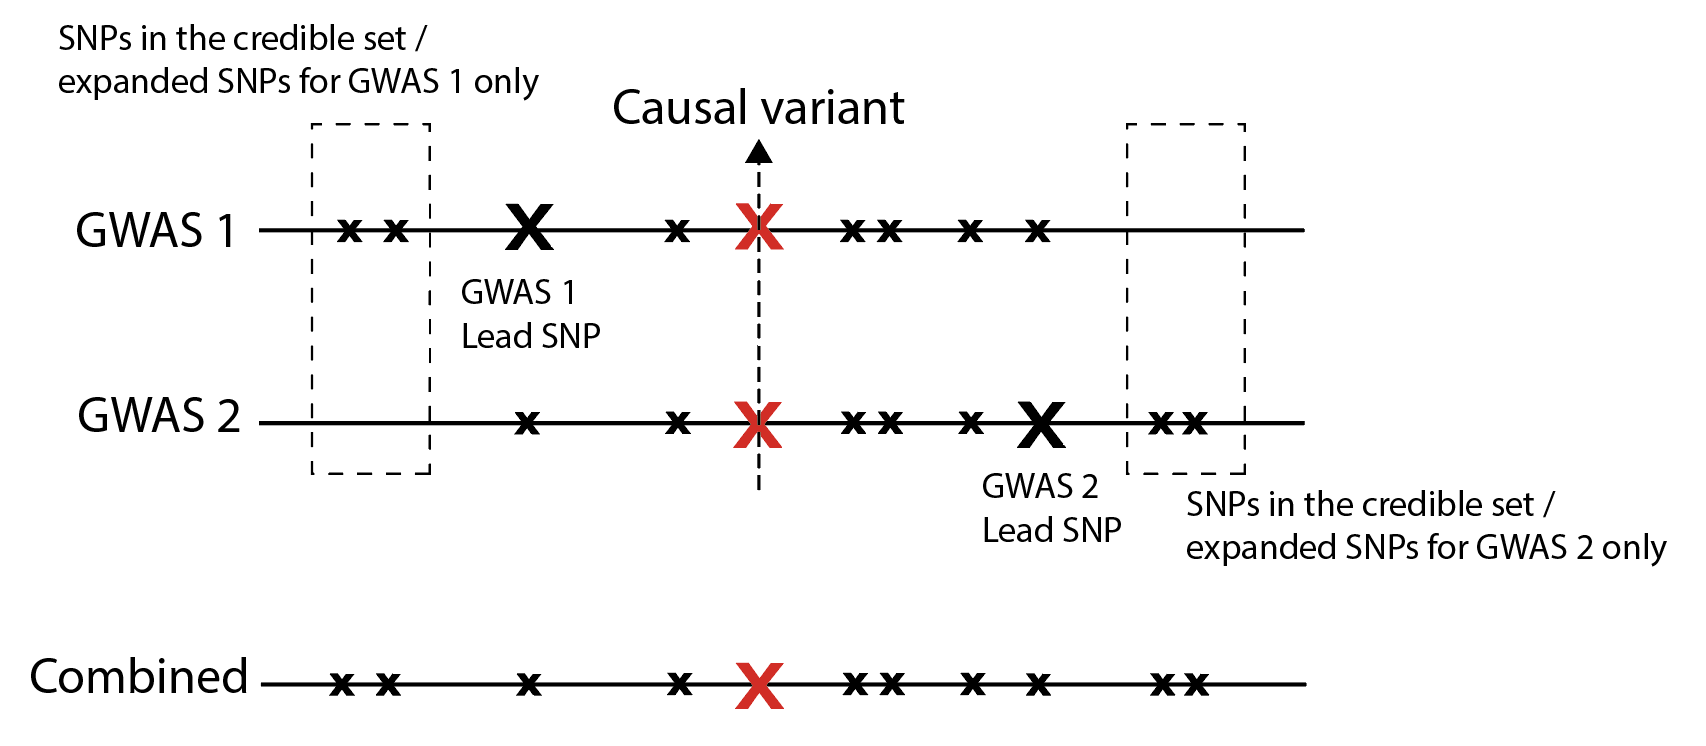 SNPs in the credible set /
expanded SNPs for GWAS 1 only
Causal variant
GWAS 1
GWAS 1
Lead SNP
GWAS 2
GWAS 2
Lead SNP
SNPs in the credible set /
expanded SNPs for GWAS 2 only
Combined